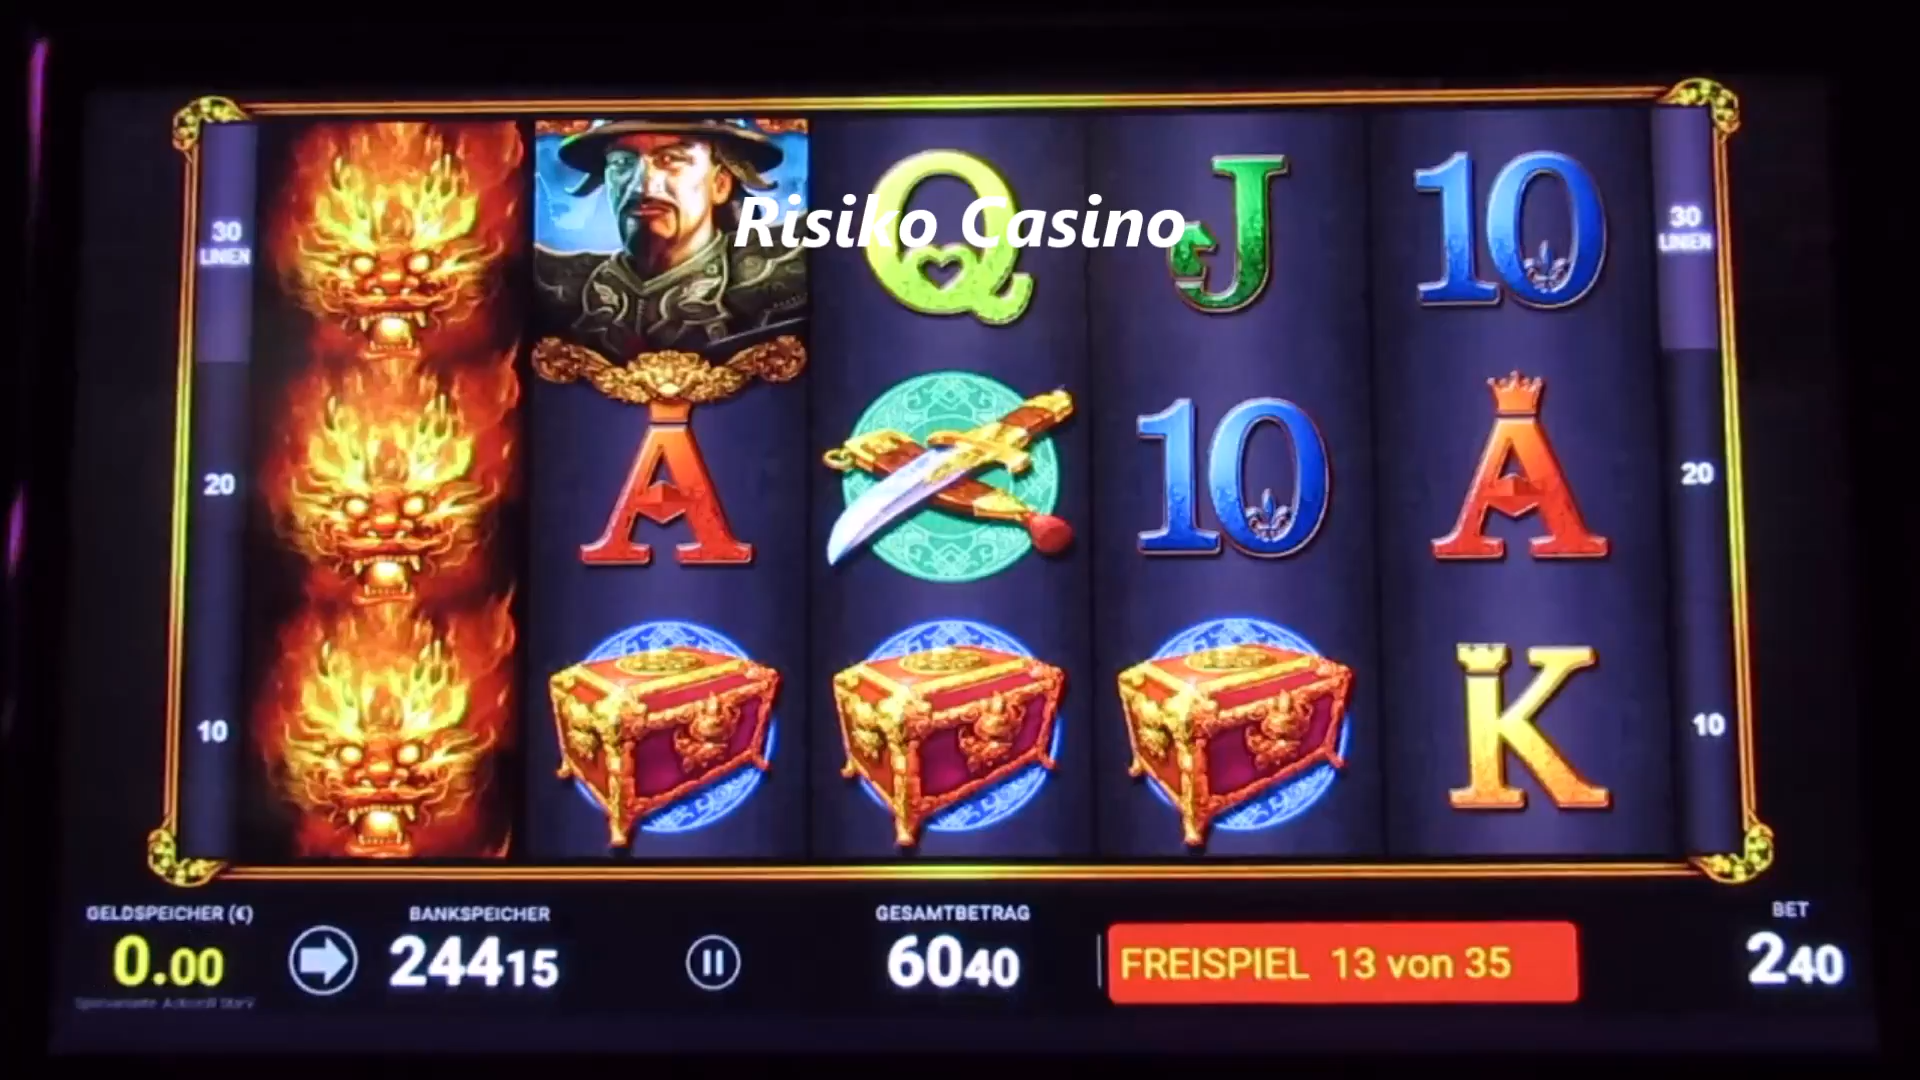 Risiko Casino
Q J 10
30
LINIEN
30
LINIEN
A 10 A
20
20
K
10
10
GELDSPEICHER (€)
0.00
BANKSPEICHER
24415
GESAMTBETRAG
6040
FREISPIEL 13 von 35
BET
240